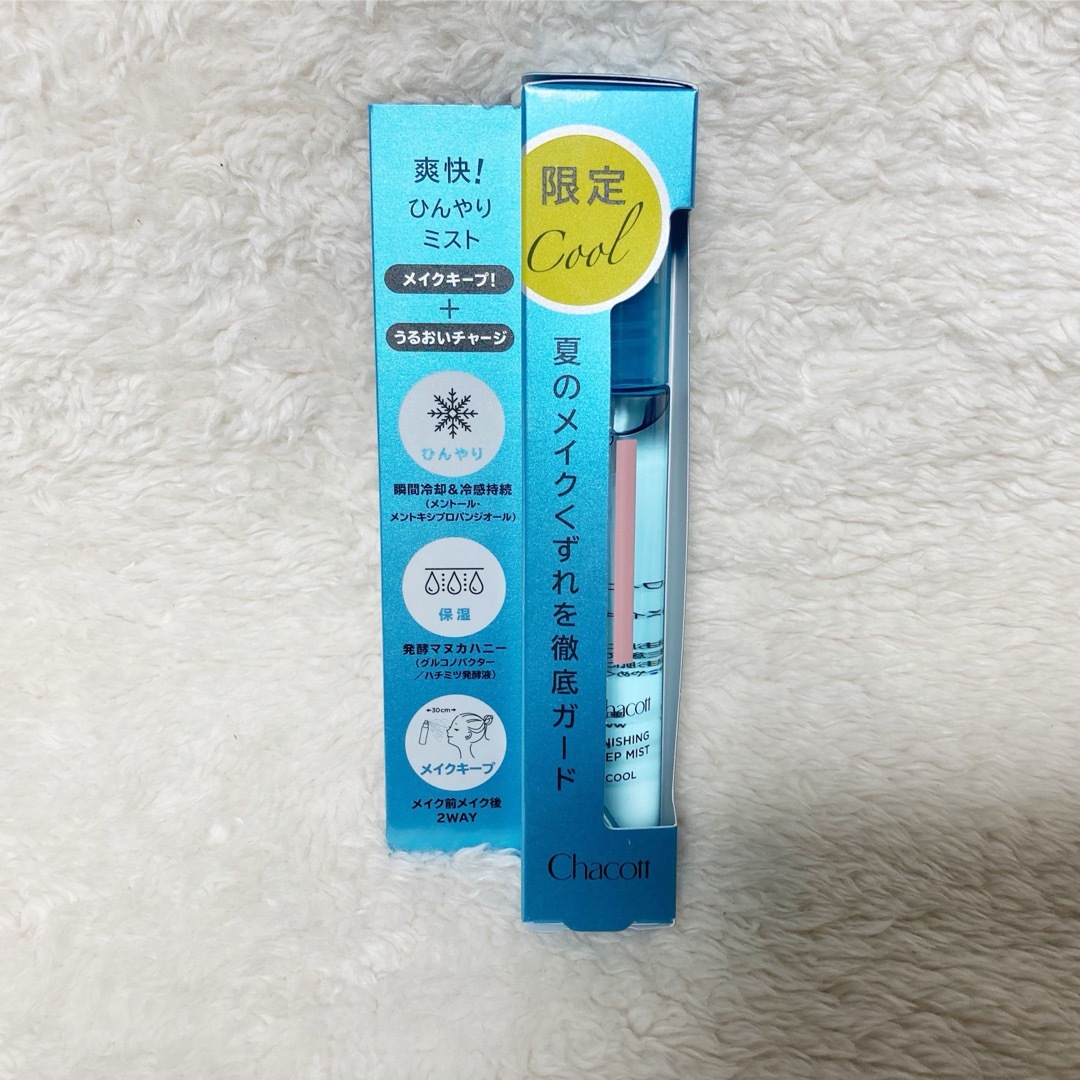 爽快!
ひんやり
ミスト
メイクキープ!
+
うるおいチャージ
ひんやり
瞬間冷却&冷感持続
(メントール・
メントキシプロパンジオール)
保湿
発酵マヌカハニー
(グルコノバクター
/ハチミツ発酵液)
←30cm→
メイクキープ
メイク前メイク後
2WAY
限定
Cool
夏のメイクくずれを徹底ガード
Chacott
hacott
NISHING
EP MIST
COOL